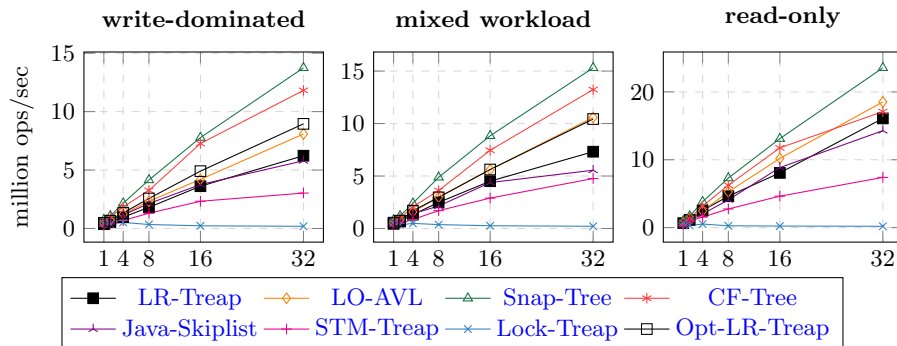 write-dominated mixed workload read-only
million ops/sec
15
10
5
0
1 4 8 16 32
15
10
5
0
1 4 8 16 32
20
10
0
1 4 8 16 32
LR-Treap LO-AVL Snap-Tree CF-Tree
Java-Skiplist STM-Treap Lock-Treap Opt-LR-Treap